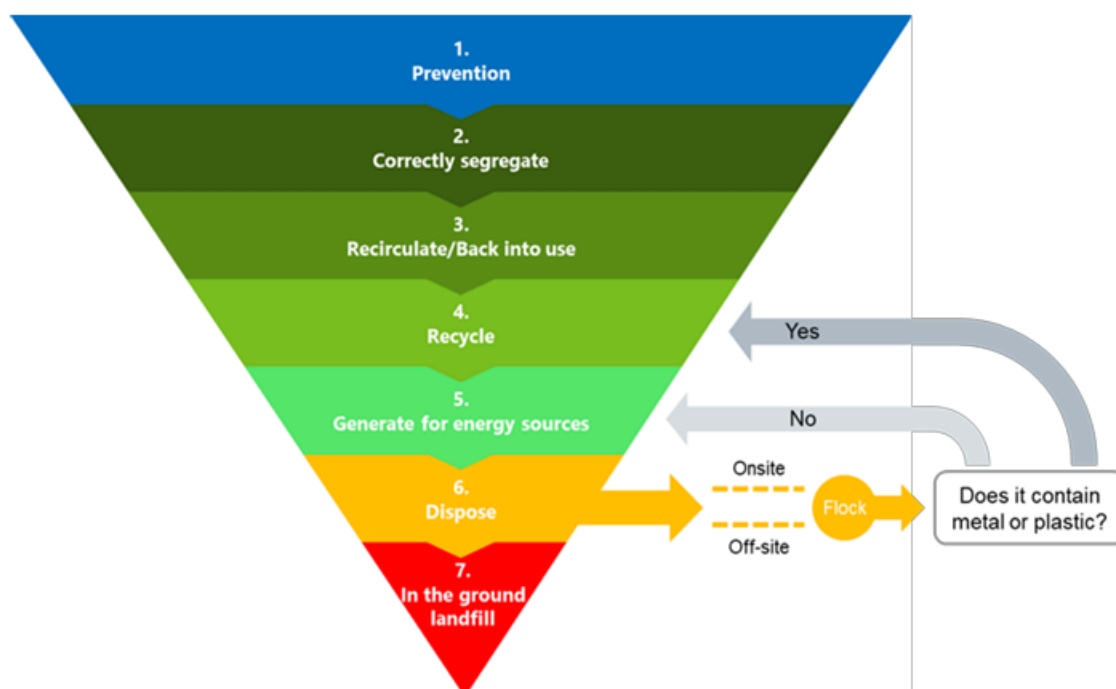 1.
Prevention
2.
Correctly segregate
3.
Recirculate/Back into use
4.
Recycle
Yes
5.
Generate for energy sources
No
6.
Dispose
Onsite
Off-site
Flock
Does it contain
metal or plastic?
7.
In the ground
landfill